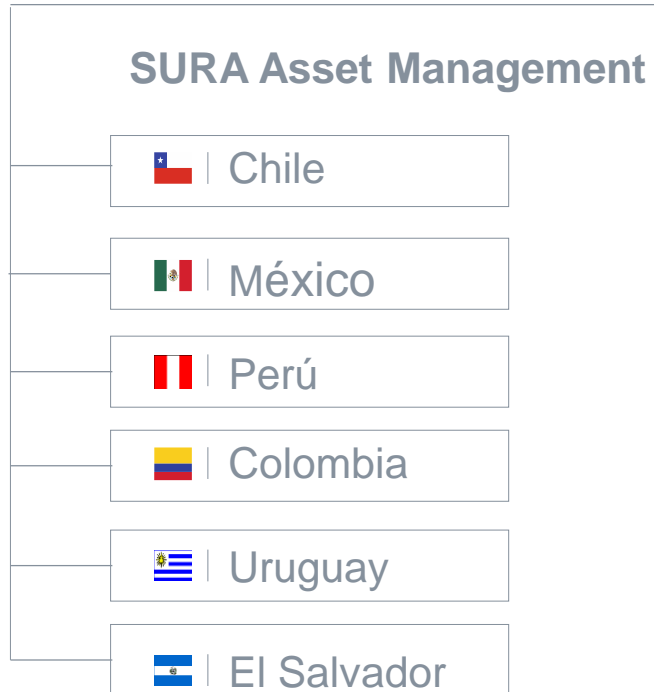 SURA Asset Management
Chile
México
Perú
Colombia
Uruguay
El Salvador